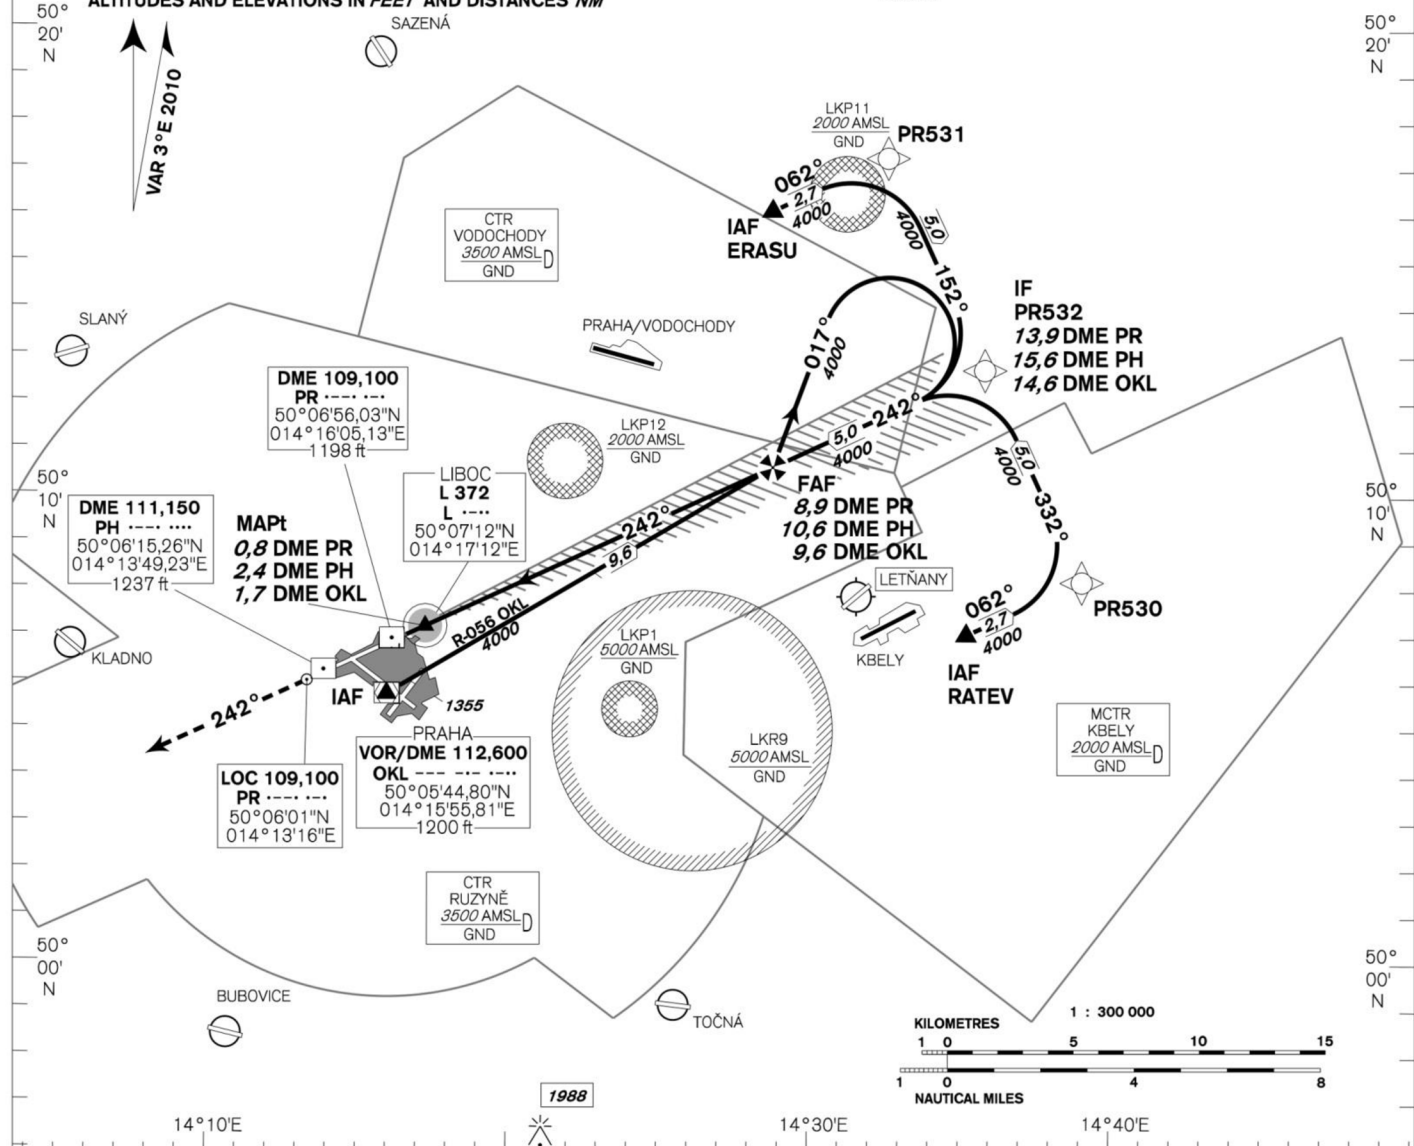 ALTITUDES AND ELEVATIONS IN FEET AND DISTANCES NM
50°
20'
N
50°
20'
N
VAR 3°E 2010
SAZENÁ
LKP11
2000 AMSL
GND
PR531
062°
2,7
4000
IAF
ERASU
5,0
4000
152°
CTR
VODOCHODY
3500 AMSL
GND
D
IF
PR532
13,9 DME PR
15,6 DME PH
14,6 DME OKL
SLANÝ
PRAHA/VODOCHODY
017°
4000
DME 109,100
PR ·--· ·-·
50°06'56,03"N
014°16'05,13"E
1198 ft
LKP12
2000 AMSL
GND
242°
5,0
4000
5,0
4000
332°
LIBOC
L 372
L ·-··
50°07'12"N
014°17'12"E
50°
10'
N
50°
10'
N
FAF
8,9 DME PR
10,6 DME PH
9,6 DME OKL
DME 111,150
PH ·--· ····
50°06'15,26"N
014°13'49,23"E
1237 ft
MAPt
0,8 DME PR
2,4 DME PH
1,7 DME OKL
242°
9,6
R-056 OKL
4000
LETŇANY
KBELY
062°
2,7
4000
PR530
IAF
RATEV
KLADNO
LKP1
5000 AMSL
GND
242°
IAF
1355
PRAHA
VOR/DME 112,600
OKL --- -·- ·-··
50°05'44,80"N
014°15'55,81"E
1200 ft
LOC 109,100
PR ·--· ·-·
50°06'01"N
014°13'16"E
LKR9
5000 AMSL
GND
MCTR
KBELY
2000 AMSL
GND
D
CTR
RUZYNĚ
3500 AMSL
GND
D
50°
00'
N
50°
00'
N
BUBOVICE
TOČNÁ
1 : 300 000
KILOMETRES
1 0 5 10 15
1 0 4 8
NAUTICAL MILES
1988
14°10'E
14°30'E
14°40'E